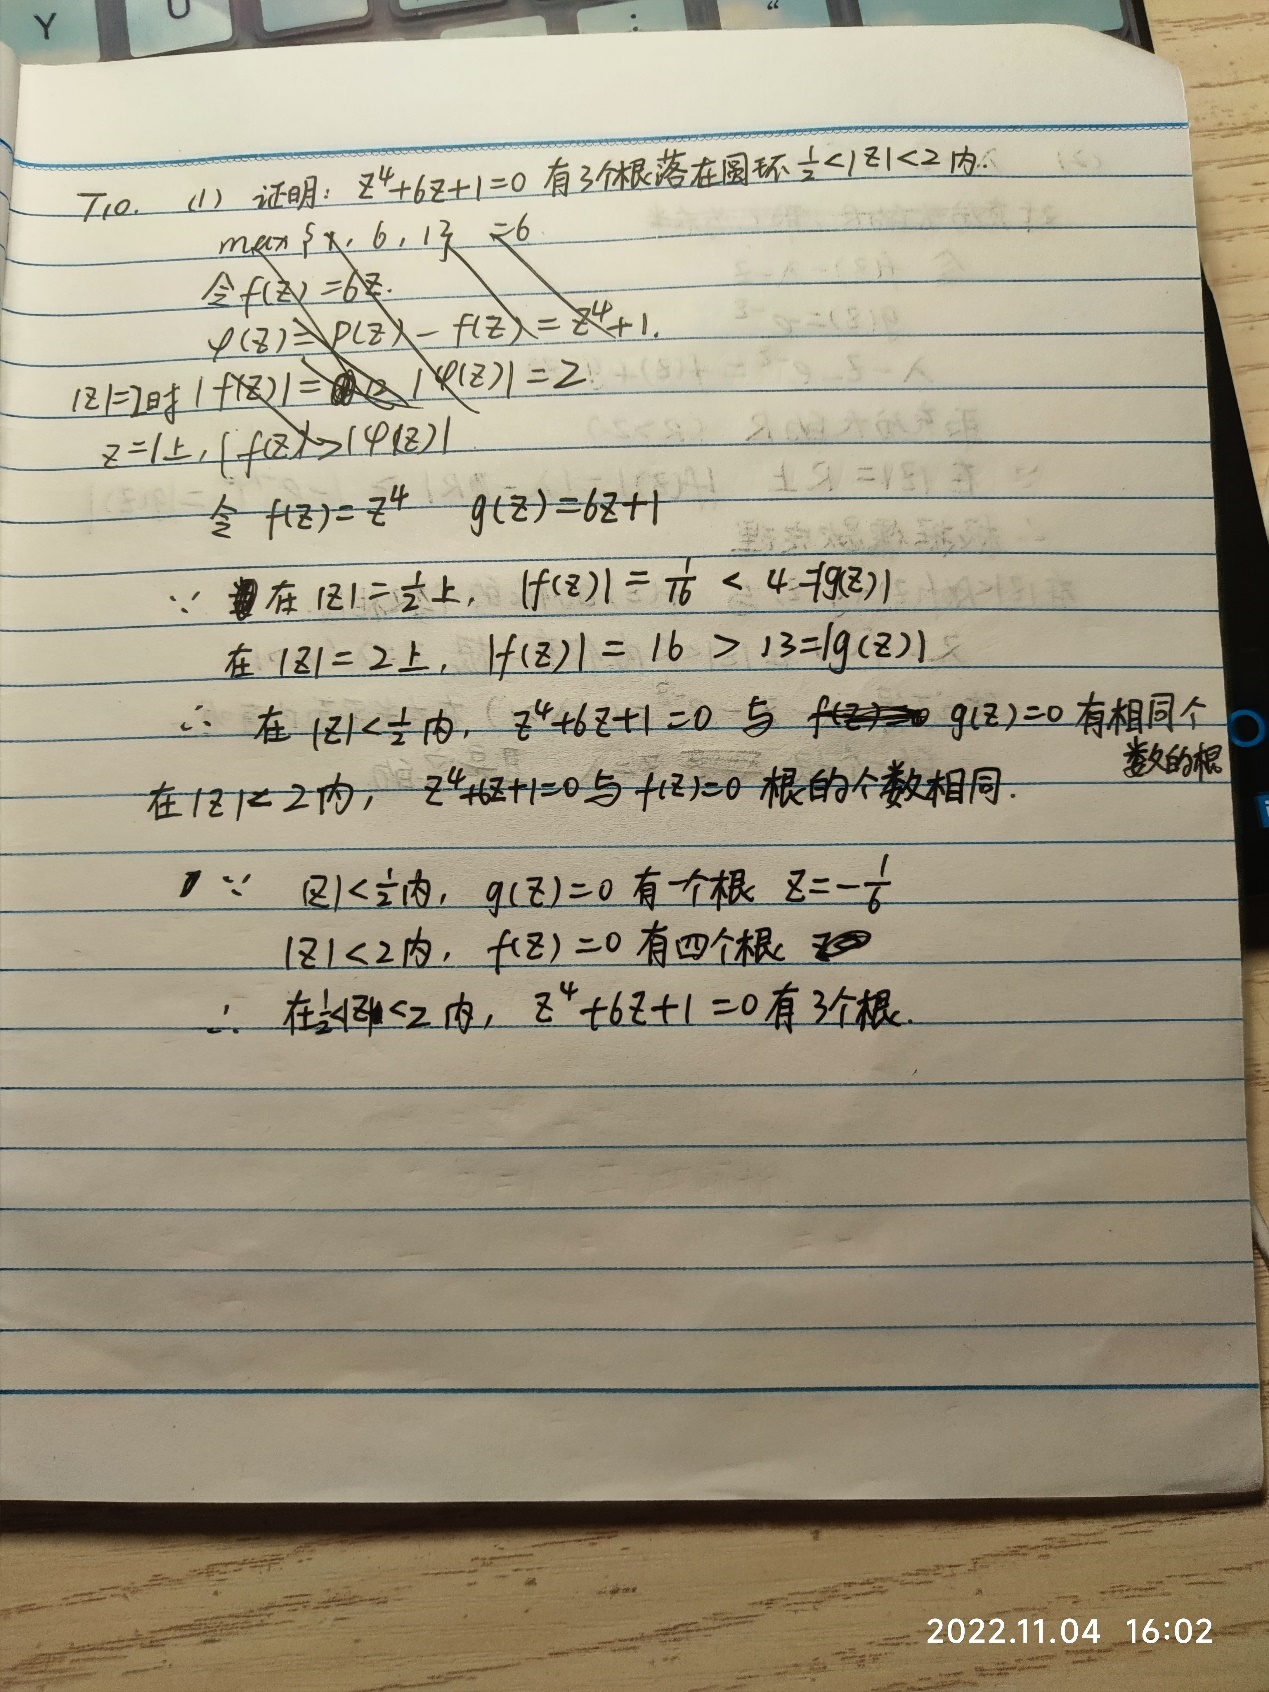 Y U : “
T10. (1) 证明: z⁴+6z+1=0 有3个根落在圆环 ½<|z|<2 内.
max{1, 6, 1} =6
令 f(z)=6z.
φ(z)=P(z)-f(z)=z⁴+1.
|z|=2时 |f(z)|=12 |φ(z)|=2
z=1上, |f(z)|>|φ(z)|
令 f(z)=z⁴ g(z)=6z+1
∵ 在 |z|=½上, |f(z)|=1/16 < 4=|g(z)|
在 |z|=2上, |f(z)|=16 > 13=|g(z)|
∴ 在 |z|<½内, z⁴+6z+1=0 与 f(z)=0 g(z)=0 有相同个
数的根
在|z|<2内, z⁴+6z+1=0与f(z)=0 根的个数相同.
∵ |z|<½内, g(z)=0 有一个根 z=-1/6
|z|<2内, f(z)=0 有四个根
∴ 在½<|z|<2内, z⁴+6z+1=0有3个根.
2022.11.04 16:02